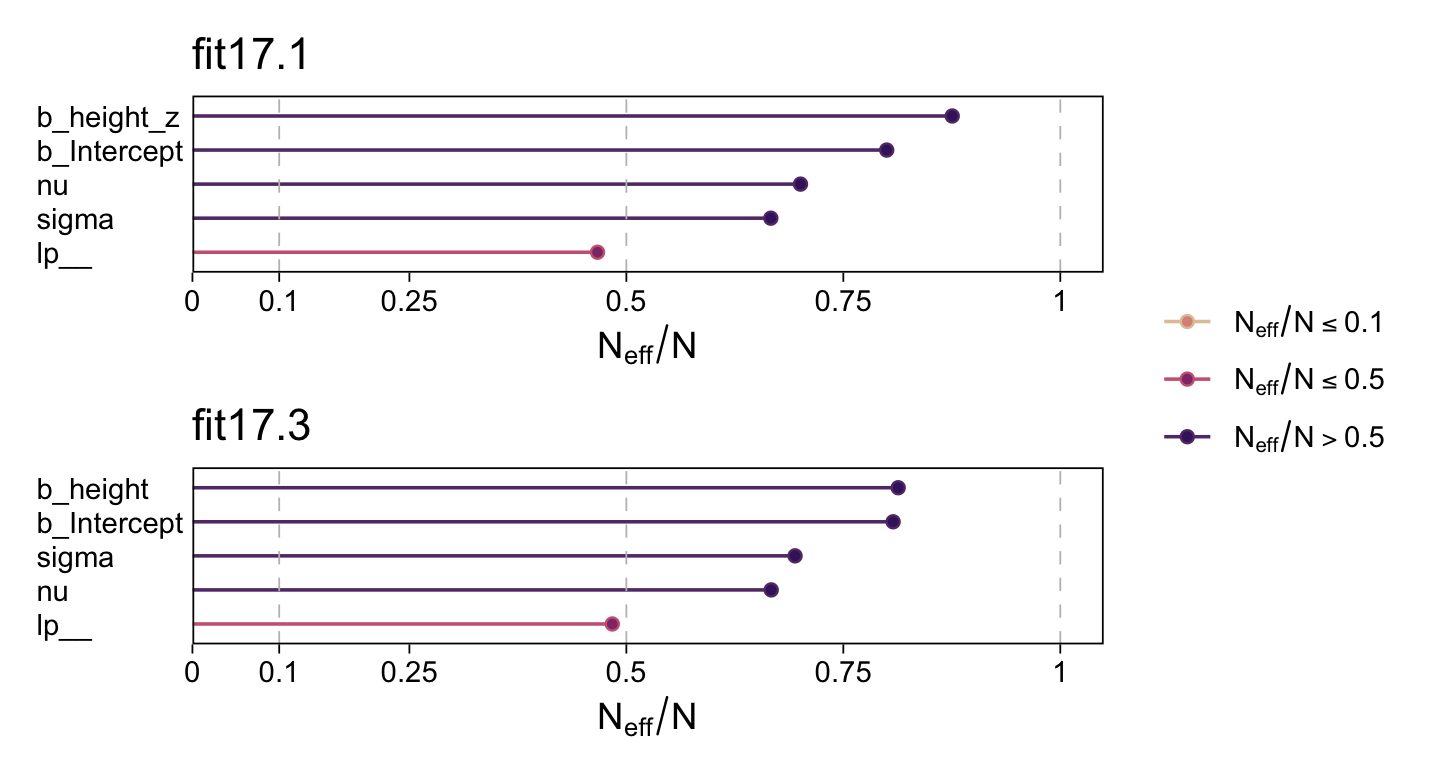 fit17.1
b_height_z
b_Intercept
nu
sigma
lp__
0 0.1 0.25 0.5 0.75 1
Neff/N
Neff/N ≤ 0.1
Neff/N ≤ 0.5
Neff/N > 0.5
fit17.3
b_height
b_Intercept
sigma
nu
lp__
0 0.1 0.25 0.5 0.75 1
Neff/N